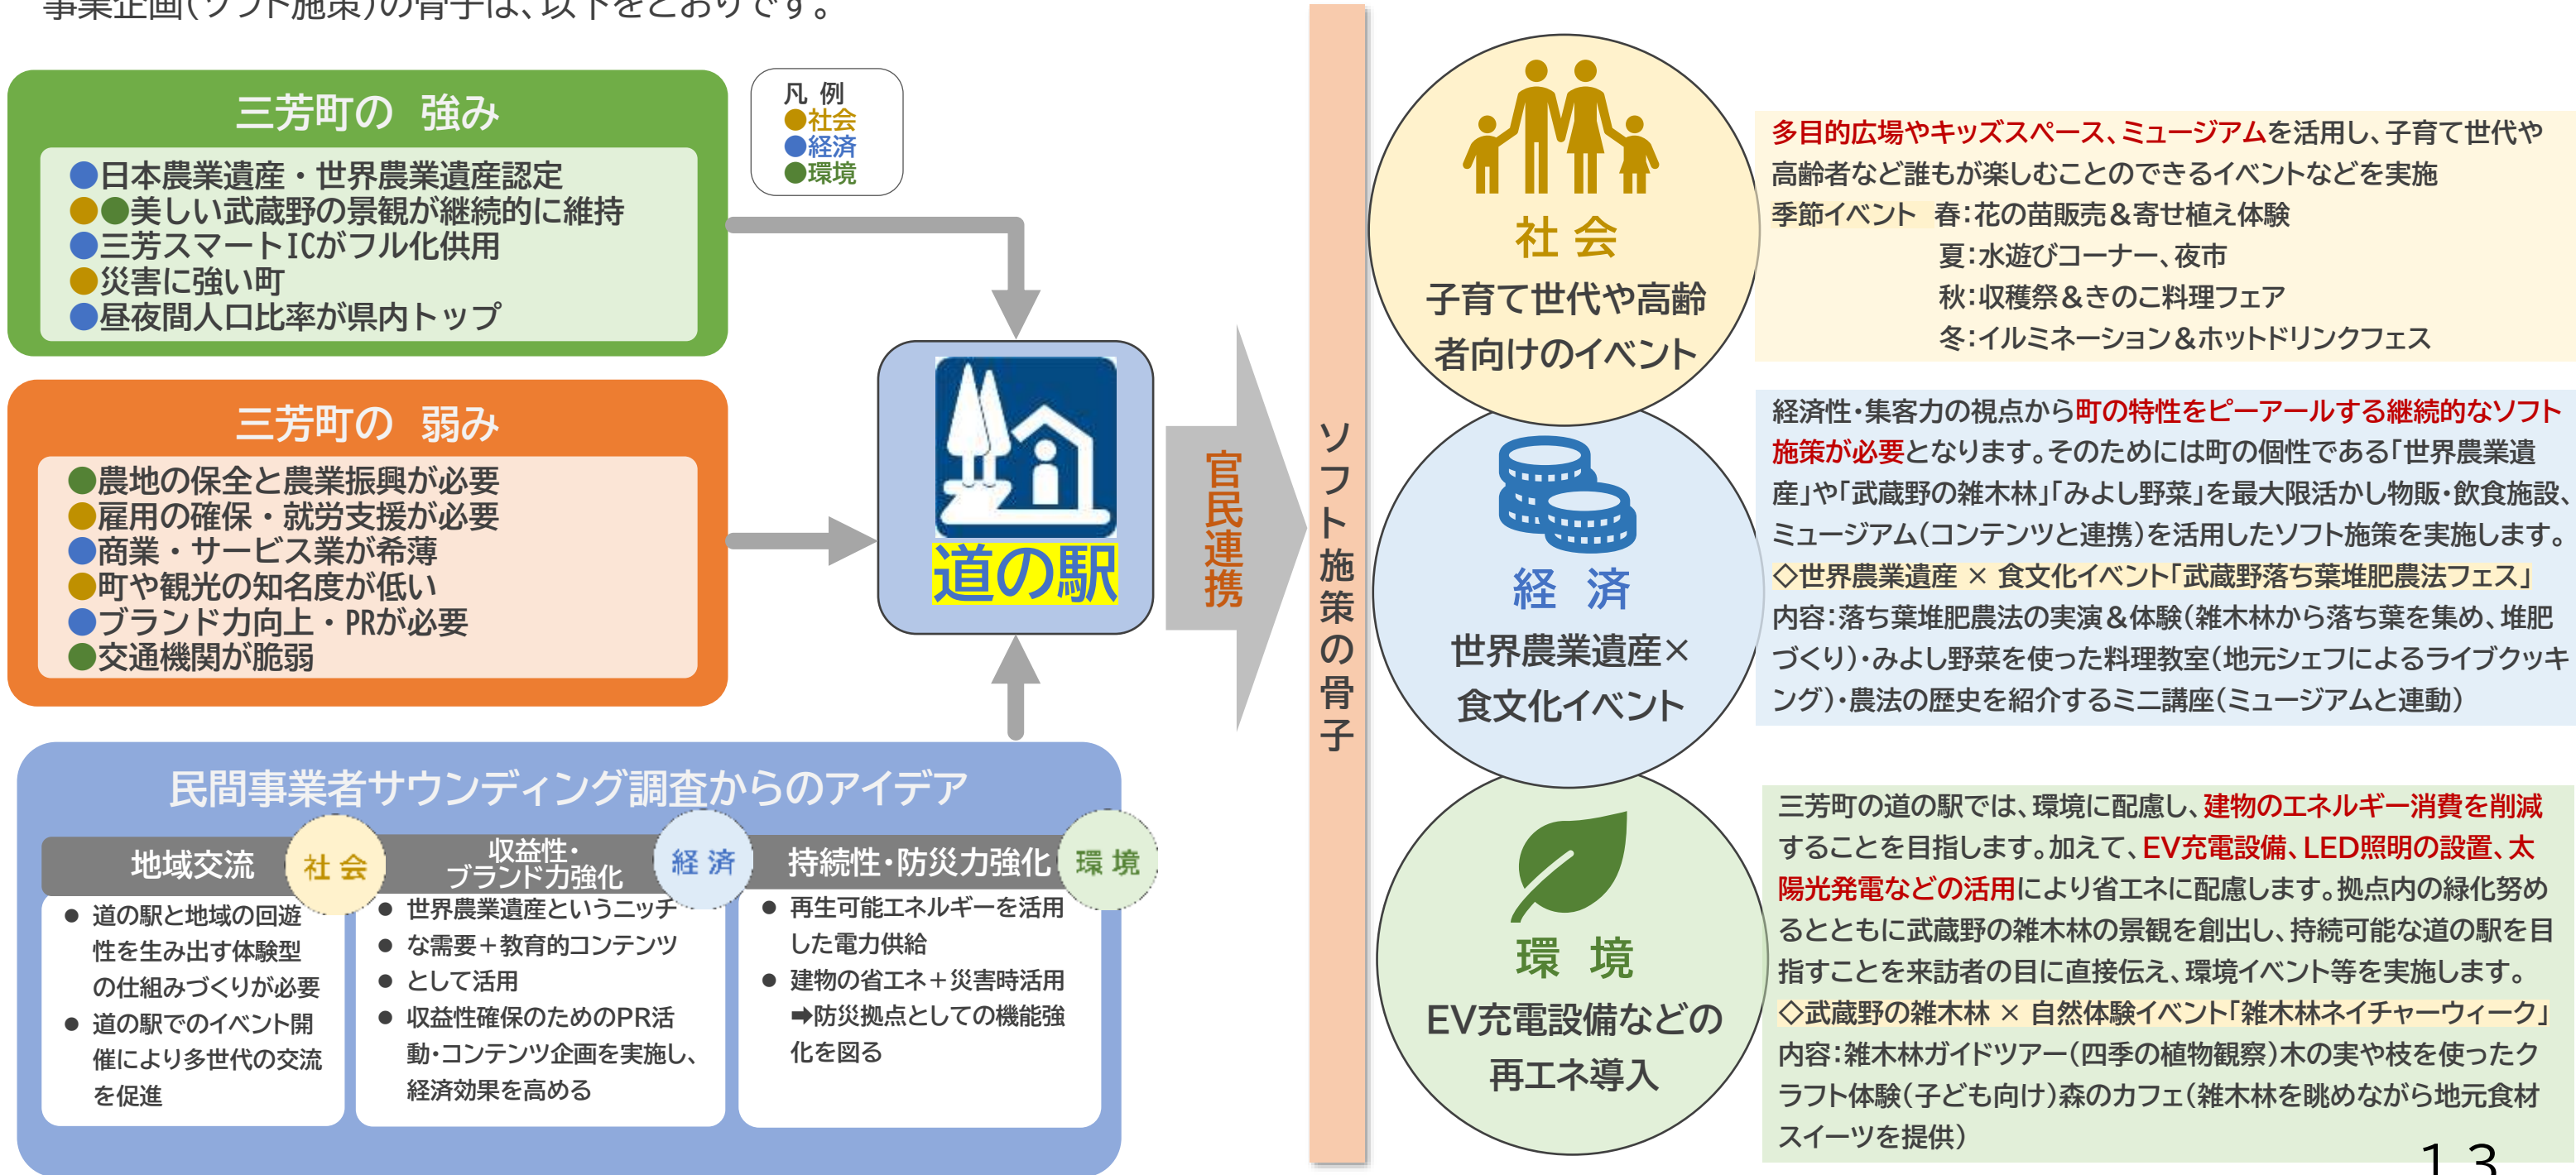 事業企画(ソフト施策)の骨子は、以下をとおりです。
三芳町の 強み
●日本農業遺産・世界農業遺産認定
●●美しい武蔵野の景観が継続的に維持
●三芳スマートICがフル化供用
●災害に強い町
●昼夜間人口比率が県内トップ
凡 例
●社会
●経済
●環境
三芳町の 弱み
●農地の保全と農業振興が必要
●雇用の確保・就労支援が必要
●商業・サービス業が希薄
●町や観光の知名度が低い
●ブランド力向上・PRが必要
●交通機関が脆弱
道の駅
民間事業者サウンディング調査からのアイデア
地域交流
社 会
● 道の駅と地域の回遊
性を生み出す体験型
の仕組みづくりが必要
● 道の駅でのイベント開
催により多世代の交流
を促進
収益性・
ブランド力強化
経 済
● 世界農業遺産というニッチ
● な需要+教育的コンテンツ
● として活用
● 収益性確保のためのPR活
動・コンテンツ企画を実施し、
経済効果を高める
持続性・防災力強化
環 境
● 再生可能エネルギーを活用
した電力供給
● 建物の省エネ+災害時活用
➡防災拠点としての機能強
化を図る
官民連携
ソフト施策の骨子
社 会
子育て世代や高齢
者向けのイベント
多目的広場やキッズスペース、ミュージアムを活用し、子育て世代や
高齢者など誰もが楽しむことのできるイベントなどを実施
季節イベント 春:花の苗販売&寄せ植え体験
夏:水遊びコーナー、夜市
秋:収穫祭&きのこ料理フェア
冬:イルミネーション&ホットドリンクフェス
経 済
世界農業遺産×
食文化イベント
経済性・集客力の視点から町の特性をピーアールする継続的なソフト
施策が必要となります。そのためには町の個性である「世界農業遺
産」や「武蔵野の雑木林」「みよし野菜」を最大限活かし物販・飲食施設、
ミュージアム(コンテンツと連携)を活用したソフト施策を実施します。
◇世界農業遺産 × 食文化イベント「武蔵野落ち葉堆肥農法フェス」
内容:落ち葉堆肥農法の実演&体験(雑木林から落ち葉を集め、堆肥
づくり)・みよし野菜を使った料理教室(地元シェフによるライブクッキ
ング)・農法の歴史を紹介するミニ講座(ミュージアムと連動)
環 境
EV充電設備などの
再エネ導入
三芳町の道の駅では、環境に配慮し、建物のエネルギー消費を削減
することを目指します。加えて、EV充電設備、LED照明の設置、太
陽光発電などの活用により省エネに配慮します。拠点内の緑化努め
るとともに武蔵野の雑木林の景観を創出し、持続可能な道の駅を目
指すことを来訪者の目に直接伝え、環境イベント等を実施します。
◇武蔵野の雑木林 × 自然体験イベント「雑木林ネイチャーウィーク」
内容:雑木林ガイドツアー(四季の植物観察)木の実や枝を使ったク
ラフト体験(子ども向け)森のカフェ(雑木林を眺めながら地元食材
スイーツを提供)
13